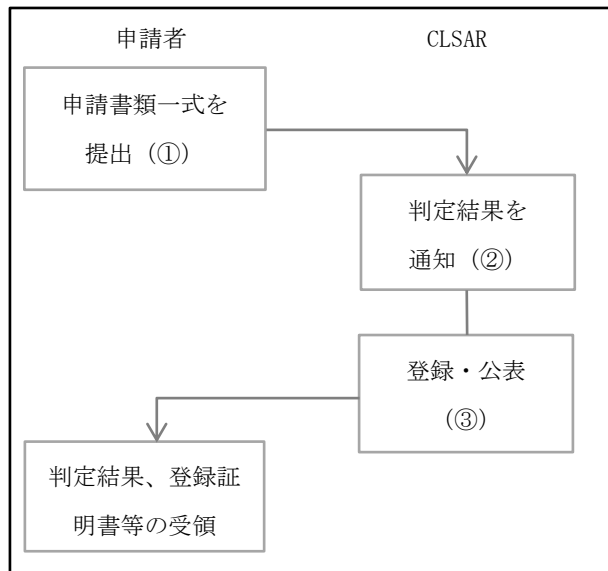 申請者
CLSAR
申請書類一式を
提出（①）
判定結果を
通知（②）
登録・公表
（③）
判定結果、登録証
明書等の受領